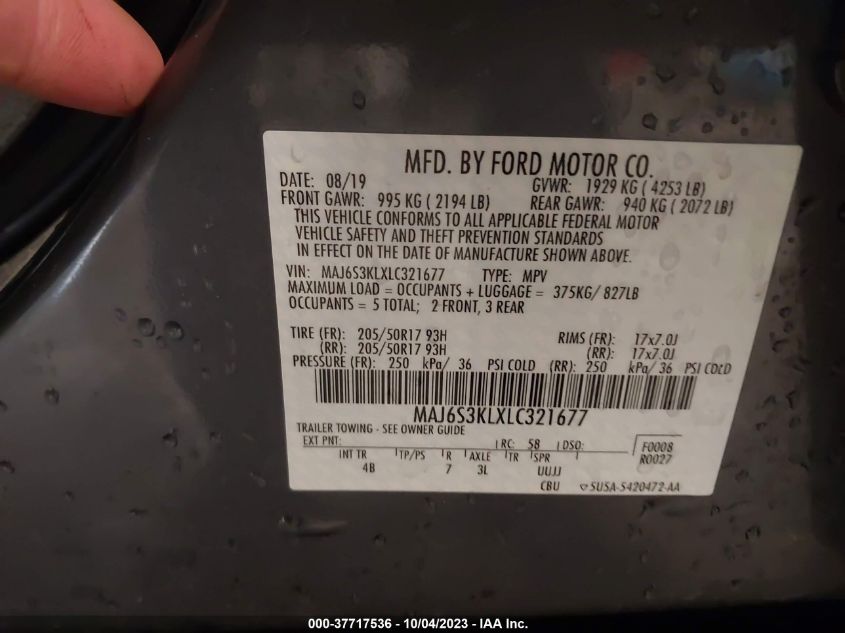 MFD. BY FORD MOTOR CO.
DATE: 08/19 GVWR: 1929 KG ( 4253 LB)
FRONT GAWR: 995 KG ( 2194 LB) REAR GAWR: 940 KG ( 2072 LB)
THIS VEHICLE CONFORMS TO ALL APPLICABLE FEDERAL MOTOR
VEHICLE SAFETY AND THEFT PREVENTION STANDARDS
IN EFFECT ON THE DATE OF MANUFACTURE SHOWN ABOVE.
VIN: MAJ6S3KLXLC321677 TYPE: MPV
MAXIMUM LOAD = OCCUPANTS + LUGGAGE = 375KG/ 827LB
OCCUPANTS = 5 TOTAL; 2 FRONT, 3 REAR
TIRE (FR): 205/50R17 93H RIMS (FR): 17x7.0J
(RR): 205/50R17 93H (RR): 17x7.0J
PRESSURE (FR): 250 kPa/ 36 PSI COLD (RR): 250 kPa/ 36 PSI COLD
MAJ6S3KLXLC321677
TRAILER TOWING - SEE OWNER GUIDE
EXT PNT: RC: 58 DSO: F0008
INT TR TP/PS R AXLE TR SPR R0027
4B 7 3L UUJJ
CBU SUSA-5420472-AA
000-37717536 - 10/04/2023 - IAA Inc.